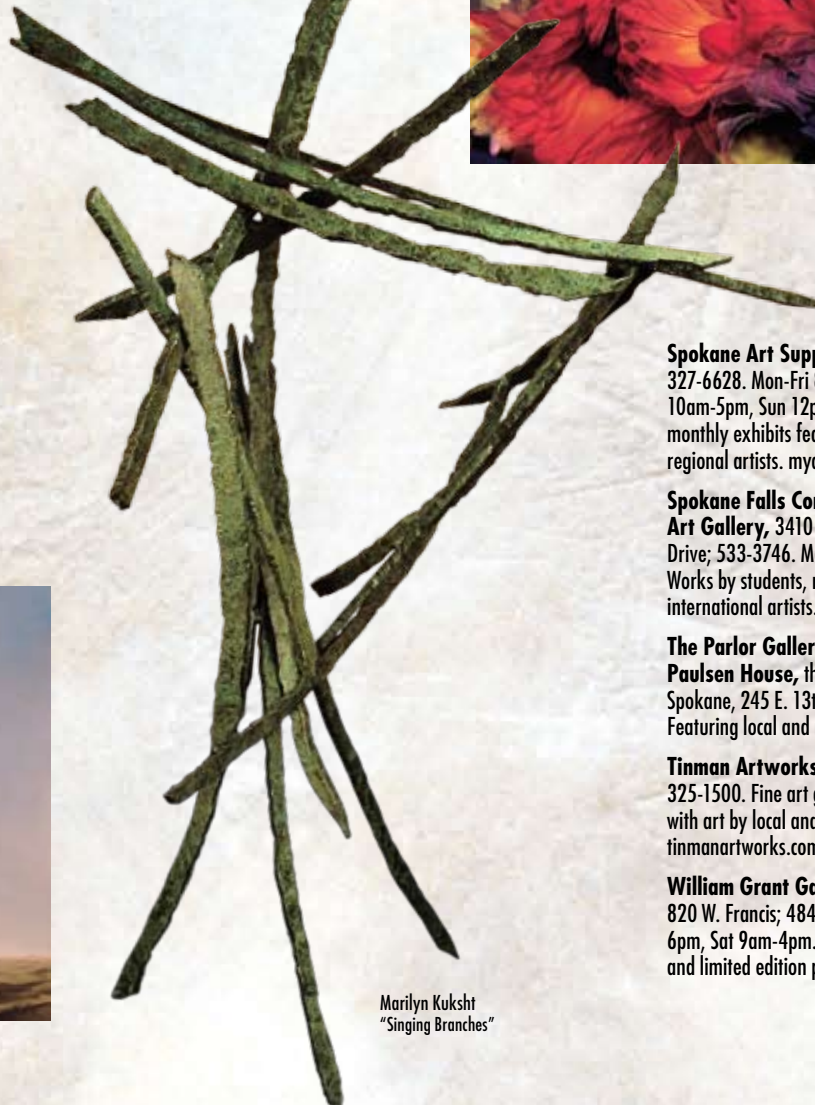 Spokane Art Supp
327-6628. Mon-Fri
10am-5pm, Sun 12p
monthly exhibits fea
regional artists. myc
Spokane Falls Co
Art Gallery, 3410
Drive; 533-3746. M
Works by students, 
international artists.
The Parlor Galler
Paulsen House, th
Spokane, 245 E. 13t
Featuring local and
Tinman Artworks
325-1500. Fine art g
with art by local and
tinmanartworks.com
William Grant Ga
820 W. Francis; 484
6pm, Sat 9am-4pm.
and limited edition p
Marilyn Kuksht
"Singing Branches"